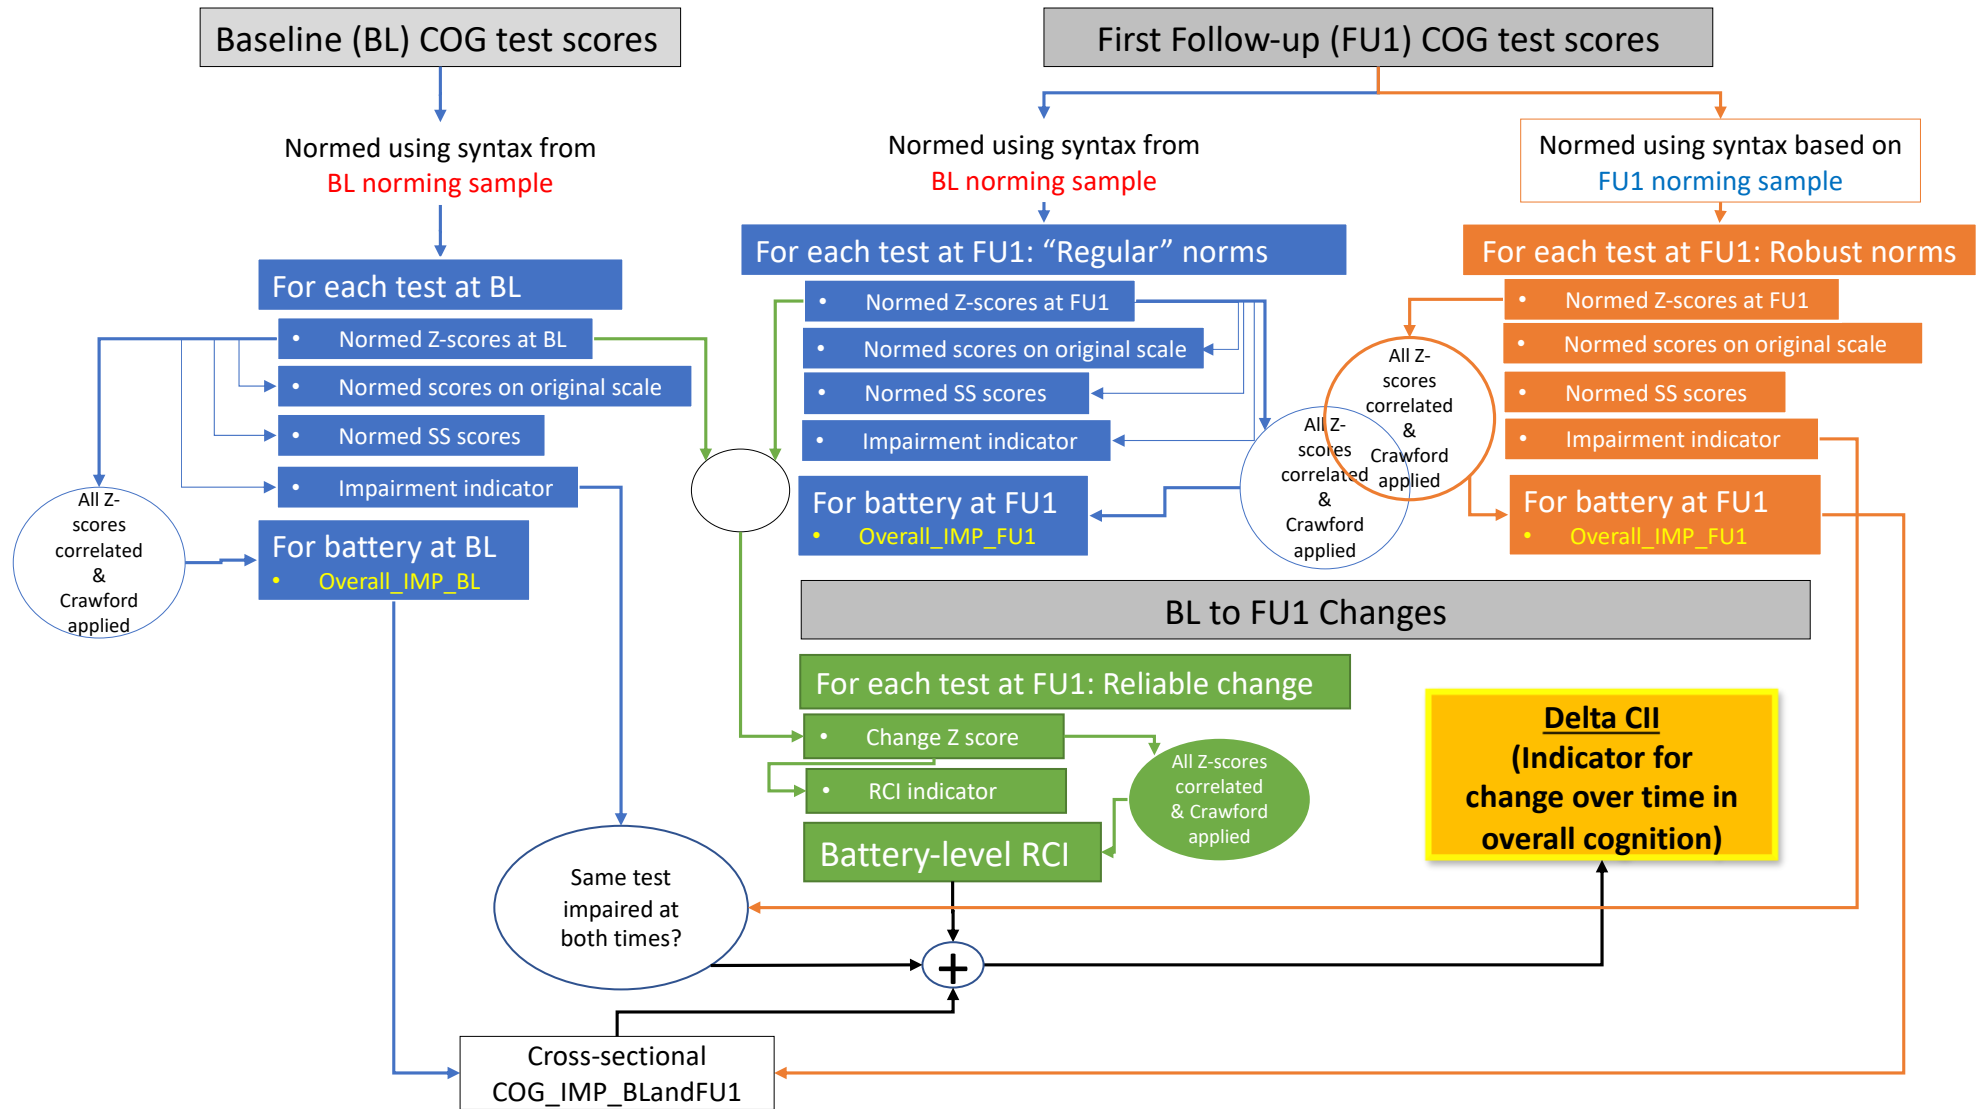 Baseline (BL) COG test scores
First Follow-up (FU1) COG test scores
Normed using syntax from
BL norming sample
Normed using syntax from
BL norming sample
Normed using syntax based on
FU1 norming sample
For each test at BL
• Normed Z-scores at BL
• Normed scores on original scale
• Normed SS scores
• Impairment indicator
All Z-
scores
correlated
&
Crawford
applied
For battery at BL
• Overall_IMP_BL
For each test at FU1: “Regular” norms
• Normed Z-scores at FU1
• Normed scores on original scale
• Normed SS scores
• Impairment indicator
All Z-
scores
correlated
&
Crawford
applied
For battery at FU1
• Overall_IMP_FU1
For each test at FU1: Robust norms
• Normed Z-scores at FU1
• Normed scores on original scale
• Normed SS scores
• Impairment indicator
All Z-
scores
correlated
&
Crawford
applied
For battery at FU1
• Overall_IMP_FU1
BL to FU1 Changes
For each test at FU1: Reliable change
• Change Z score
• RCI indicator
All Z-scores
correlated
& Crawford
applied
Battery-level RCI
Delta CII
(Indicator for
change over time in
overall cognition)
Same test
impaired at
both times?
+
Cross-sectional
COG_IMP_BLandFU1